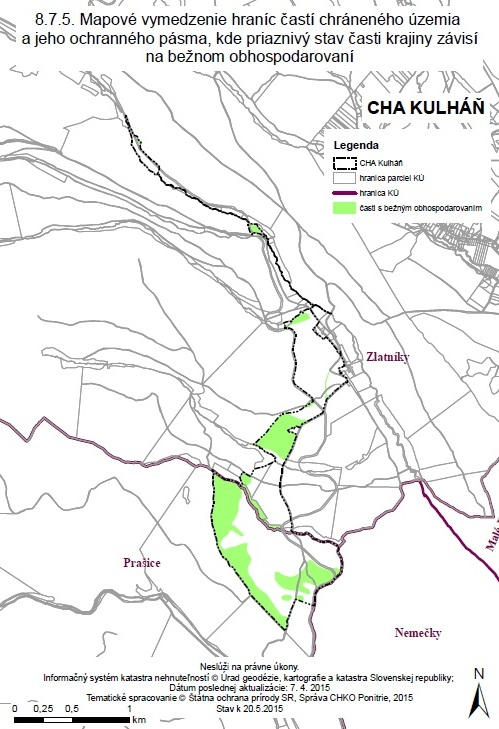 8.7.5. Mapové vymedzenie hraníc častí chráneného územia
a jeho ochranného pásma, kde priaznivý stav časti krajiny závisí
na bežnom obhospodarovaní
CHA KULHÁŇ
Legenda
CHA Kulháň
hranica parciel KÚ
hranica KÚ
časti s bežným obhospodarovaním
Zlatníky
Malé
Prašice
Nemečky
Neslúži na právne úkony.
Informačný systém katastra nehnuteľností © Úrad geodézie, kartografie a katastra Slovenskej republiky;
Dátum poslednej aktualizácie: 7. 4. 2015
Tematické spracovanie © Štátna ochrana prírody SR, Správa CHKO Ponitrie, 2015
Stav k 20.5.2015
0 0,25 0,5 1
km
N